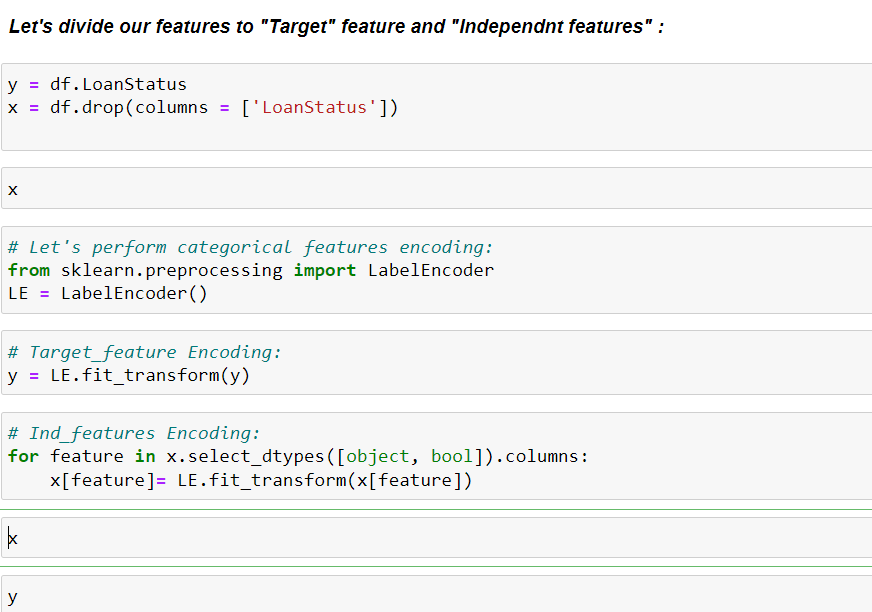 Let's divide our features to "Target" feature and "Independnt features" :
y = df.LoanStatus
x = df.drop(columns = ['LoanStatus'])
x
# Let's perform categorical features encoding:
from sklearn.preprocessing import LabelEncoder
LE = LabelEncoder()
# Target_feature Encoding:
y = LE.fit_transform(y)
# Ind_features Encoding:
for feature in x.select_dtypes([object, bool]).columns:
    x[feature]= LE.fit_transform(x[feature])
x
y